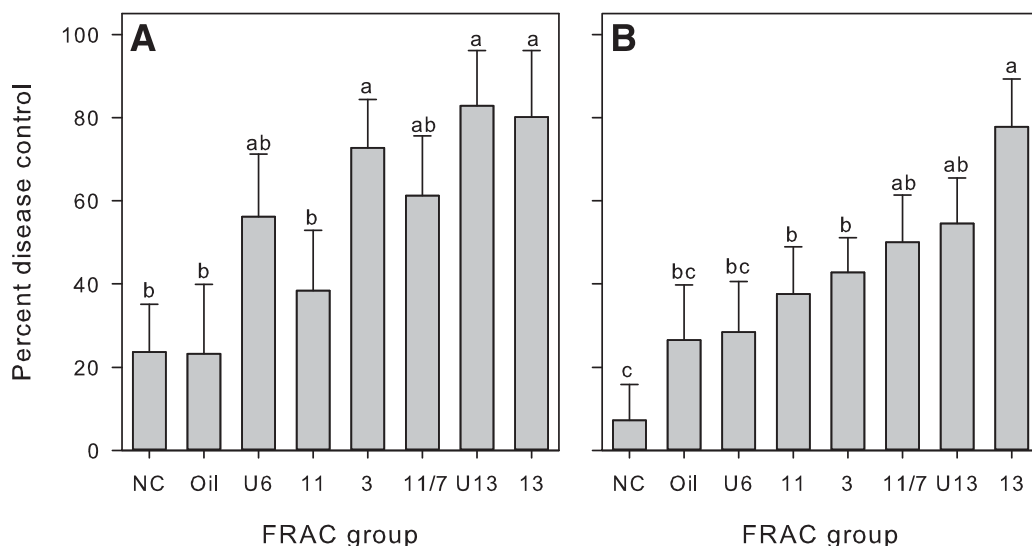 A
B
100
80
60
40
20
0
Percent disease control
b
b
ab
b
a
ab
a
a
c
bc
bc
b
b
ab
ab
a
NC Oil U6 11 3 11/7 U13 13
NC Oil U6 11 3 11/7 U13 13
FRAC group
FRAC group